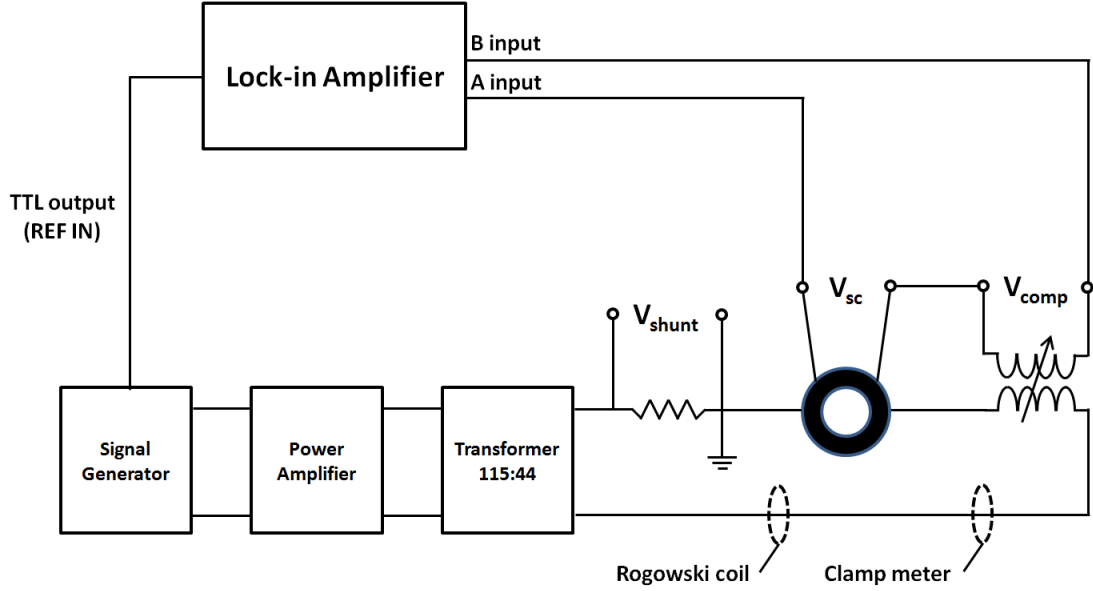 B input
Lock-in Amplifier
A input
TTL output
(REF IN)
Vshunt
Vsc
Vcomp
Signal
Generator
Power
Amplifier
Transformer
115:44
Rogowski coil
Clamp meter